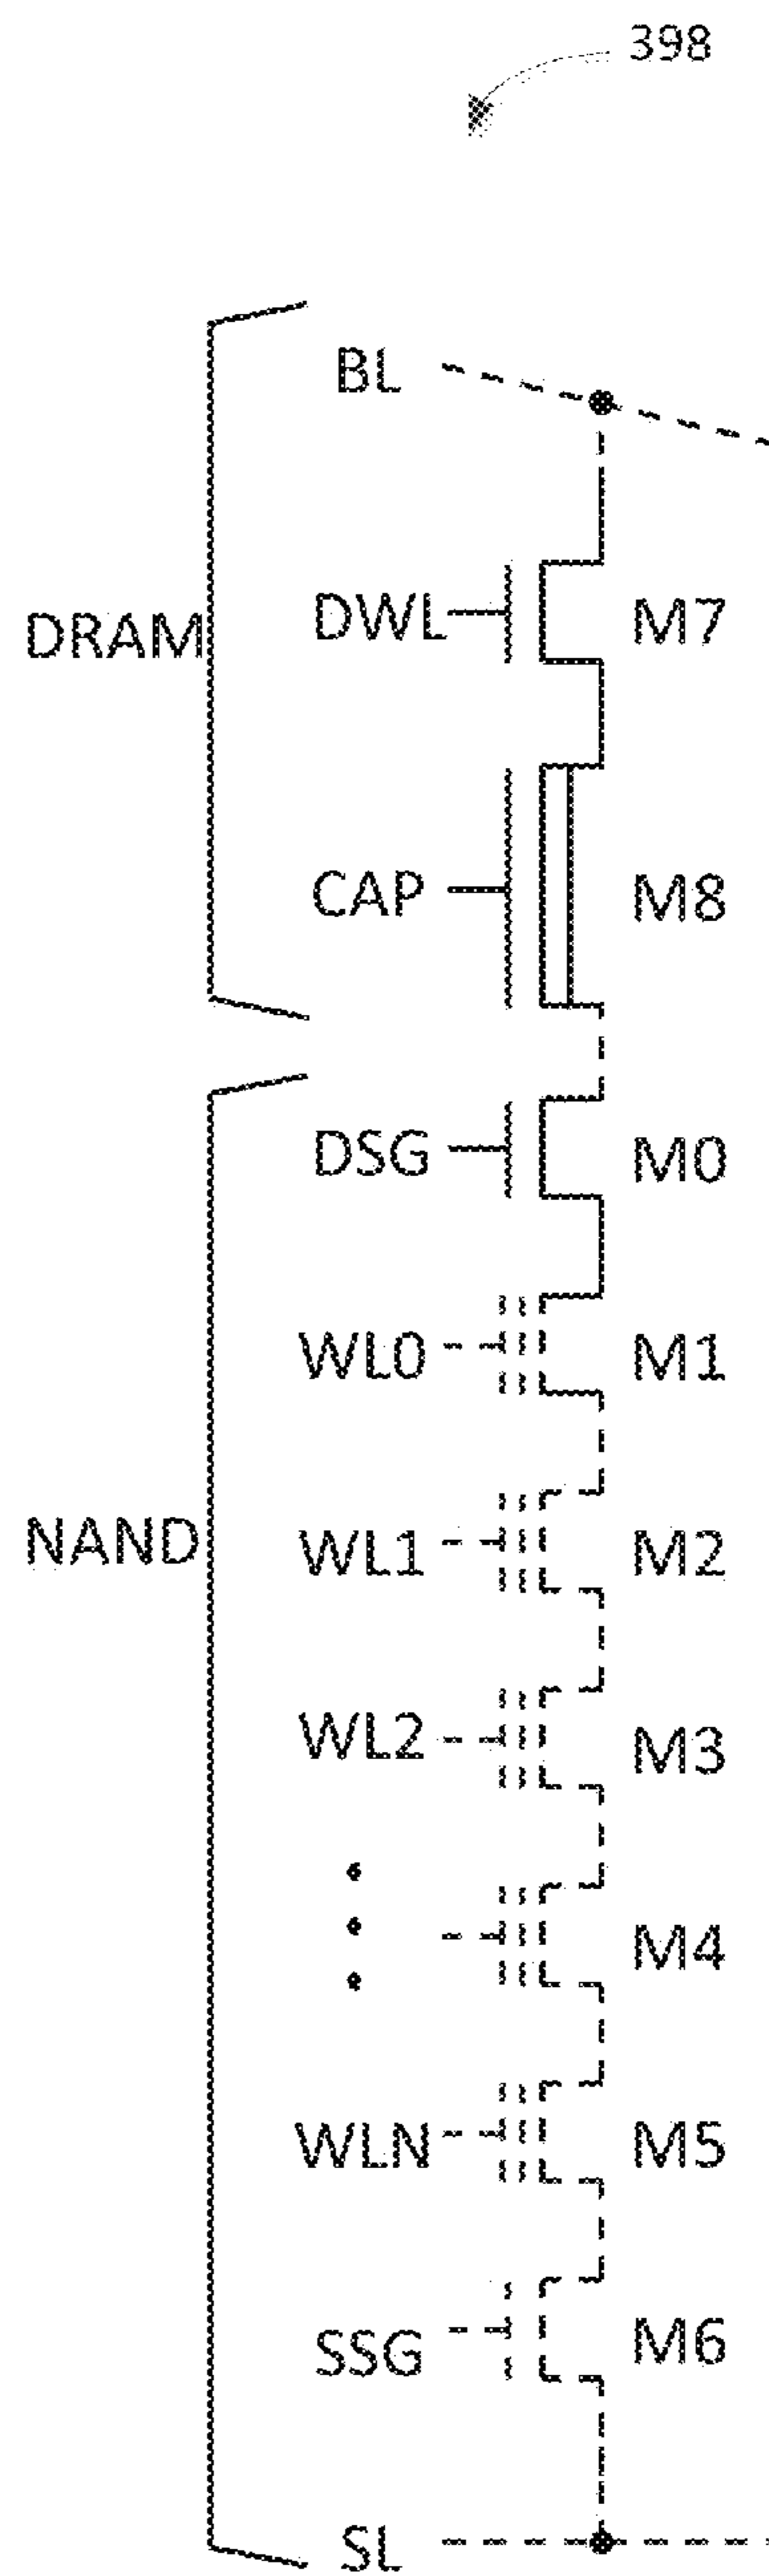 398
BL
DWL M7
DRAM
CAP M8
DSG M0
WL0 M1
NAND WL1 M2
WL2 M3
M4
WLN M5
SSG M6
SL